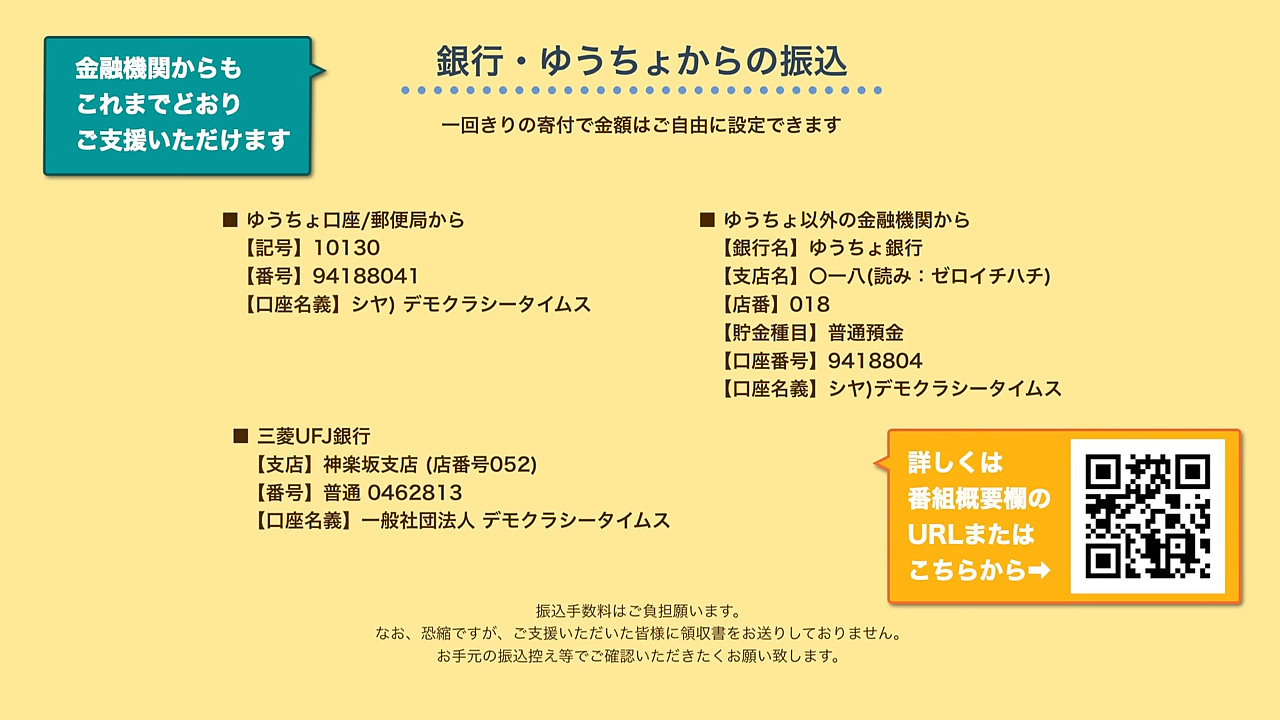 金融機関からも
これまでどおり
ご支援いただけます
銀行・ゆうちょからの振込
一回きりの寄付で金額はご自由に設定できます
■ ゆうちょ口座/郵便局から
【記号】10130
【番号】94188041
【口座名義】シヤ) デモクラシータイムス
■ ゆうちょ以外の金融機関から
【銀行名】ゆうちょ銀行
【支店名】〇一八(読み：ゼロイチハチ)
【店番】018
【貯金種目】普通預金
【口座番号】9418804
【口座名義】シヤ)デモクラシータイムス
■ 三菱UFJ銀行
【支店】神楽坂支店 (店番号052)
【番号】普通 0462813
【口座名義】一般社団法人 デモクラシータイムス
詳しくは
番組概要欄の
URLまたは
こちらから➡
振込手数料はご負担願います。
なお、恐縮ですが、ご支援いただいた皆様に領収書をお送りしておりません。
お手元の振込控え等でご確認いただきたくお願い致します。